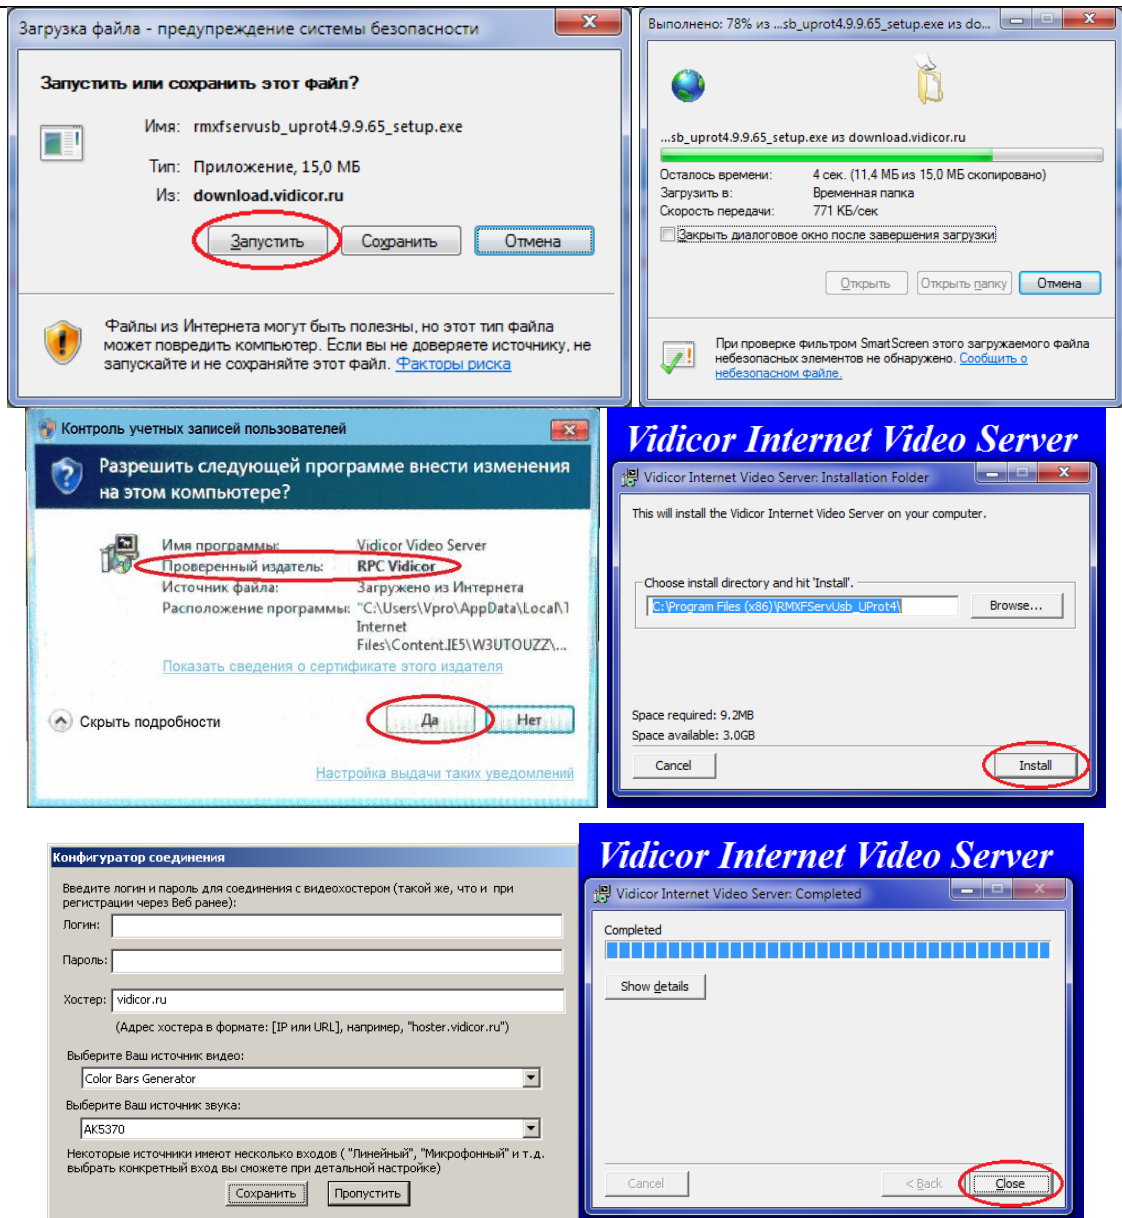 Загрузка файла - предупреждение системы безопасности
Запустить или сохранить этот файл?
Имя: rmxfservusb_uprot4.9.9.65_setup.exe
Тип: Приложение, 15,0 МБ
Из: download.vidicor.ru
Запустить Сохранить Отмена
Файлы из Интернета могут быть полезны, но этот тип файла
может повредить компьютер. Если вы не доверяете источнику, не
запускайте и не сохраняйте этот файл. Факторы риска
Выполнено: 78% из ...sb_uprot4.9.9.65_setup.exe из do...
...sb_uprot4.9.9.65_setup.exe из download.vidicor.ru
Осталось времени: 4 сек. (11,4 МБ из 15,0 МБ скопировано)
Загрузить в: Временная папка
Скорость передачи: 771 КБ/сек
Закрыть диалоговое окно после завершения загрузки
Открыть Открыть папку Отмена
При проверке фильтром SmartScreen этого загружаемого файла
небезопасных элементов не обнаружено. Сообщить о
небезопасном файле.
Контроль учетных записей пользователей
Разрешить следующей программе внести изменения
на этом компьютере?
Имя программы: Vidicor Video Server
Проверенный издатель: RPC Vidicor
Источник файла: Загружено из Интернета
Расположение программы: "C:\Users\Vpro\AppData\Local\T
Internet
Files\Content.IE5\W3UTOUZZ\...
Показать сведения о сертификате этого издателя
Скрыть подробности Да Нет
Настройка выдачи таких уведомлений
Vidicor Internet Video Server
Vidicor Internet Video Server: Installation Folder
This will install the Vidicor Internet Video Server on your computer.
Choose install directory and hit 'Install'.
C:\Program Files (x86)\RMXFServUsb_UProt4\ Browse...
Space required: 9.2MB
Space available: 3.0GB
Cancel Install
Конфигуратор соединения
Введите логин и пароль для соединения с видеохостером (такой же, что и при
регистрации через Веб ранее):
Логин:
Пароль:
Хостер: vidicor.ru
(Адрес хостера в формате: [IP или URL], например, "hoster.vidicor.ru")
Выберите Ваш источник видео:
Color Bars Generator
Выберите Ваш источник звука:
AK5370
Некоторые источники имеют несколько входов ( "Линейный", "Микрофонный" и т.д.
выбрать конкретный вход вы сможете при детальной настройке)
Сохранить Пропустить
Vidicor Internet Video Server
Vidicor Internet Video Server: Completed
Completed
Show details
Cancel < Back Close